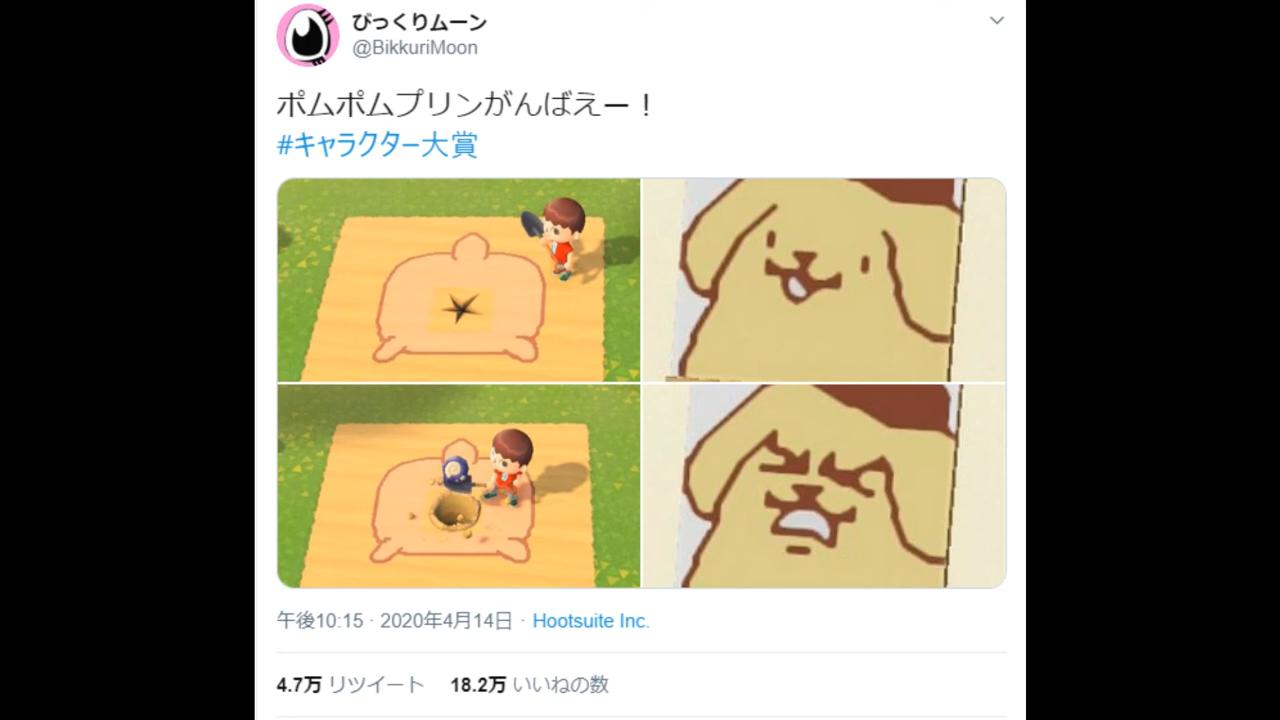 びっくりムーン
@BikkuriMoon
ポムポムプリンがんばえー！
#キャラクター大賞
午後10:15 · 2020年4月14日 · Hootsuite Inc.
4.7万 リツイート 18.2万 いいねの数